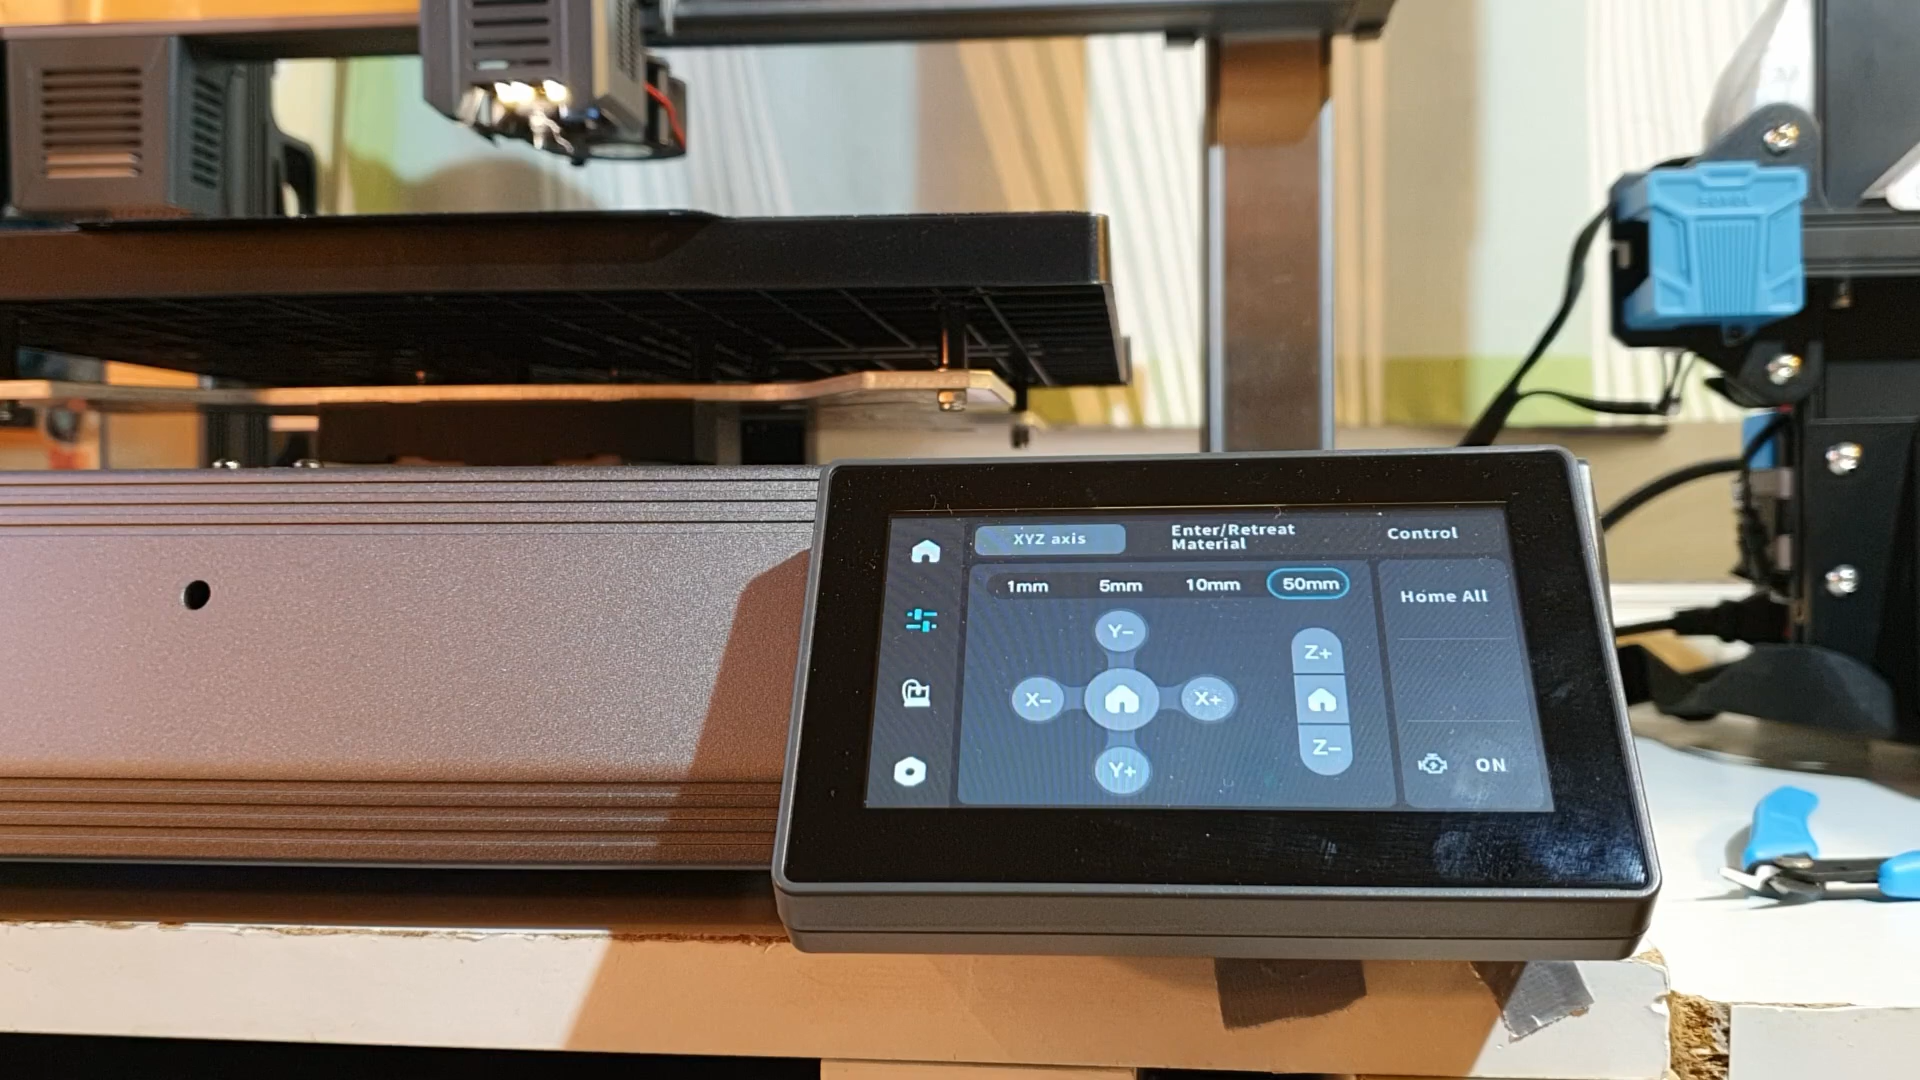 XYZ axis
Enter/Retreat
Material
Control
1mm
5mm
10mm
50mm
Home All
Y-
Z+
X-
X+
Z-
Y+
ON